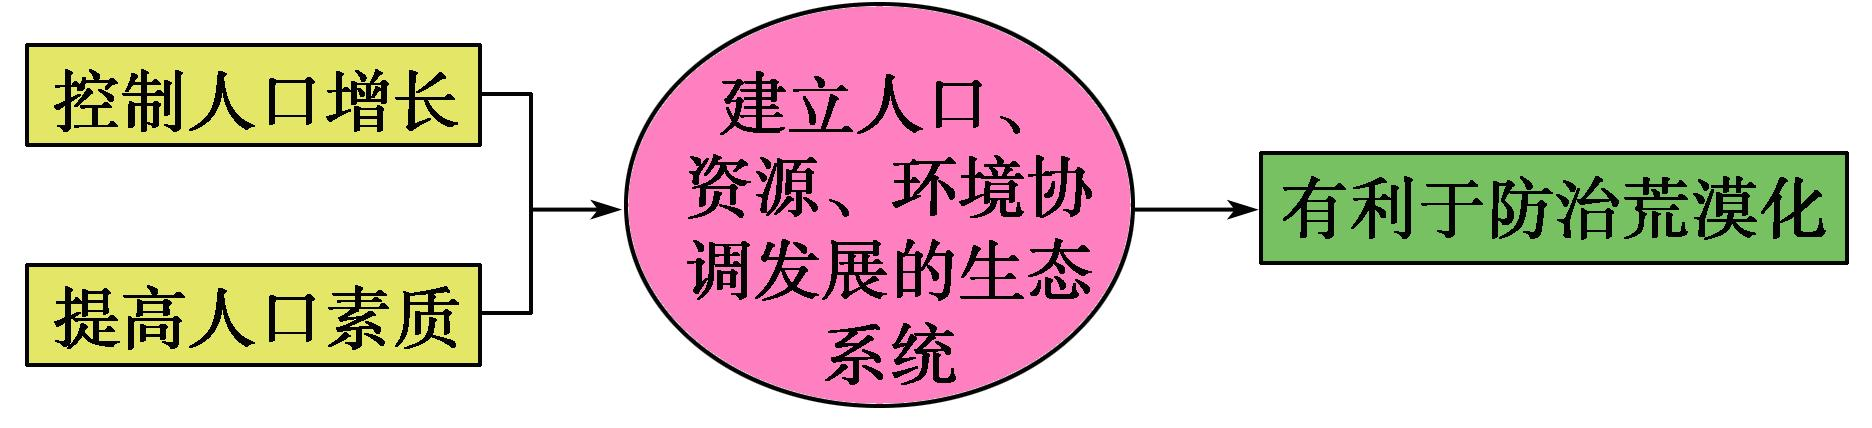 控制人口增长
提高人口素质
建立人口、
资源、环境协
调发展的生态
系统
有利于防治荒漠化